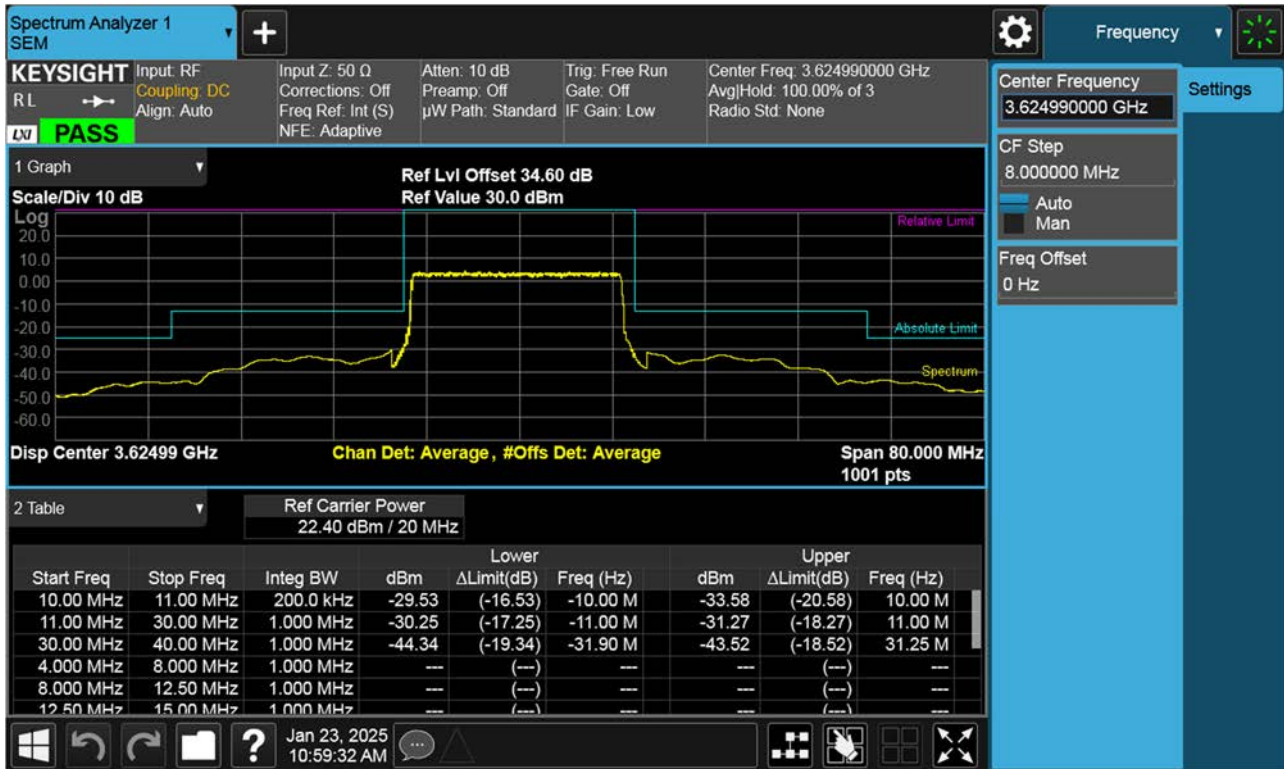 Spectrum Analyzer 1
SEM
Frequency
KEYSIGHT
RL
LXI
PASS
Input: RF
Coupling: DC
Align: Auto
Input Z: 50 Ω
Corrections: Off
Freq Ref: Int (S)
NFE: Adaptive
Atten: 10 dB
Preamp: Off
µW Path: Standard
Trig: Free Run
Gate: Off
IF Gain: Low
Center Freq: 3.624990000 GHz
Avg|Hold: 100.00% of 3
Radio Std: None
Center Frequency
3.624990000 GHz
Settings
CF Step
8.000000 MHz
Auto
Man
Freq Offset
0 Hz
1 Graph
Ref Lvl Offset 34.60 dB
Scale/Div 10 dB
Ref Value 30.0 dBm
Log
Relative Limit
20.0
10.0
0.00
-10.0
-20.0
Absolute Limit
-30.0
-40.0
Spectrum
-50.0
-60.0
Disp Center 3.62499 GHz
Chan Det: Average, #Offs Det: Average
Span 80.000 MHz
1001 pts
2 Table
Ref Carrier Power
22.40 dBm / 20 MHz
Lower Upper
Start Freq Stop Freq Integ BW dBm ΔLimit(dB) Freq (Hz) dBm ΔLimit(dB) Freq (Hz)
10.00 MHz 11.00 MHz 200.0 kHz -29.53 (-16.53) -10.00 M -33.58 (-20.58) 10.00 M
11.00 MHz 30.00 MHz 1.000 MHz -30.25 (-17.25) -11.00 M -31.27 (-18.27) 11.00 M
30.00 MHz 40.00 MHz 1.000 MHz -44.34 (-19.34) -31.90 M -43.52 (-18.52) 31.25 M
4.000 MHz 8.000 MHz 1.000 MHz --- (---) --- --- (---) ---
8.000 MHz 12.50 MHz 1.000 MHz --- (---) --- --- (---) ---
12.50 MHz 15.00 MHz 1.000 MHz --- (---) --- --- (---) ---
Jan 23, 2025
10:59:32 AM